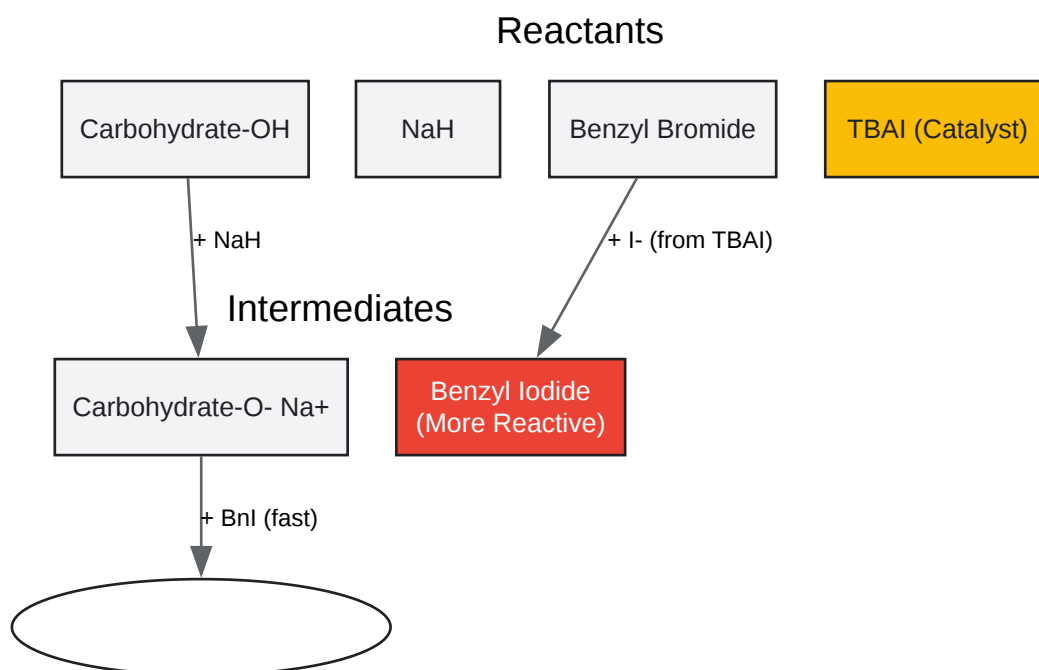 Reactants
Carbohydrate-OH
NaH
Benzyl Bromide
TBAI (Catalyst)
+ NaH
+ I- (from TBAI)
Intermediates
Carbohydrate-O- Na+
Benzyl Iodide
(More Reactive)
+ BnI (fast)